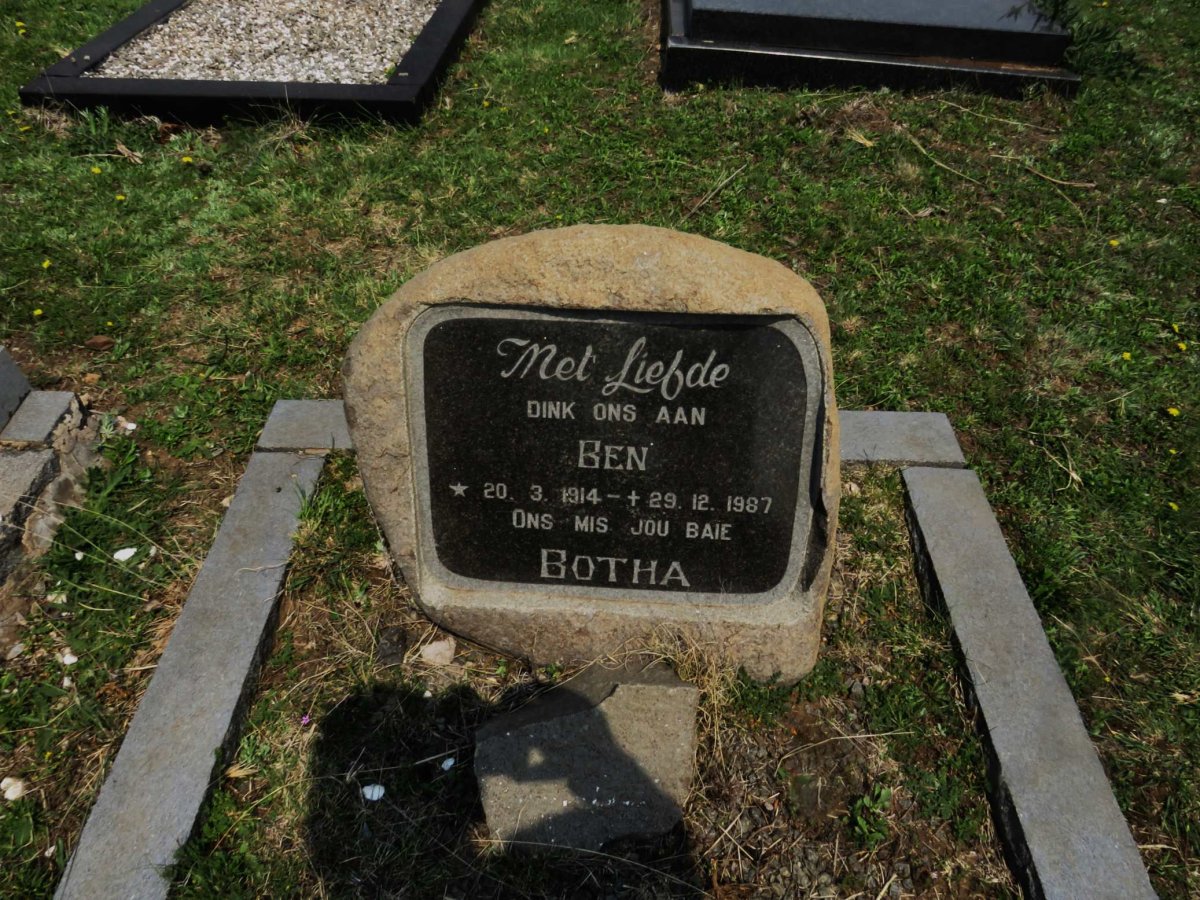 Met Liefde
DINK ONS AAN
BEN
★ 20. 3. 1914 – ✝ 29. 12. 1987
ONS MIS JOU BAIE
BOTHA